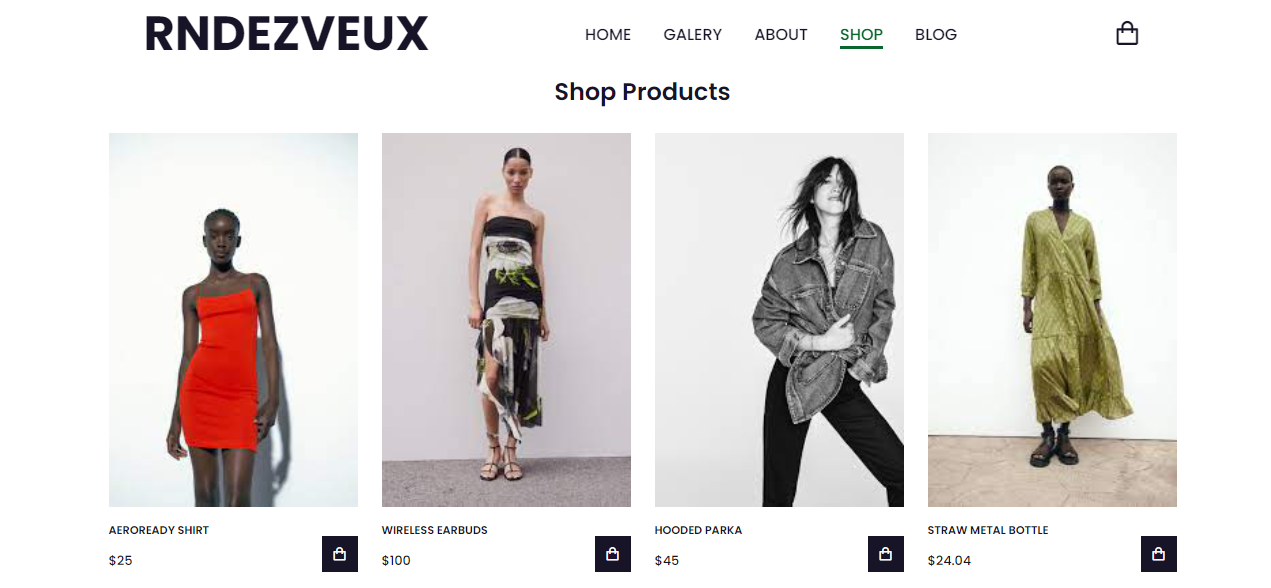 RNDEZVEUX
HOME GALERY ABOUT SHOP BLOG
Shop Products
AEROREADY SHIRT
$25
WIRELESS EARBUDS
$100
HOODED PARKA
$45
STRAW METAL BOTTLE
$24.04